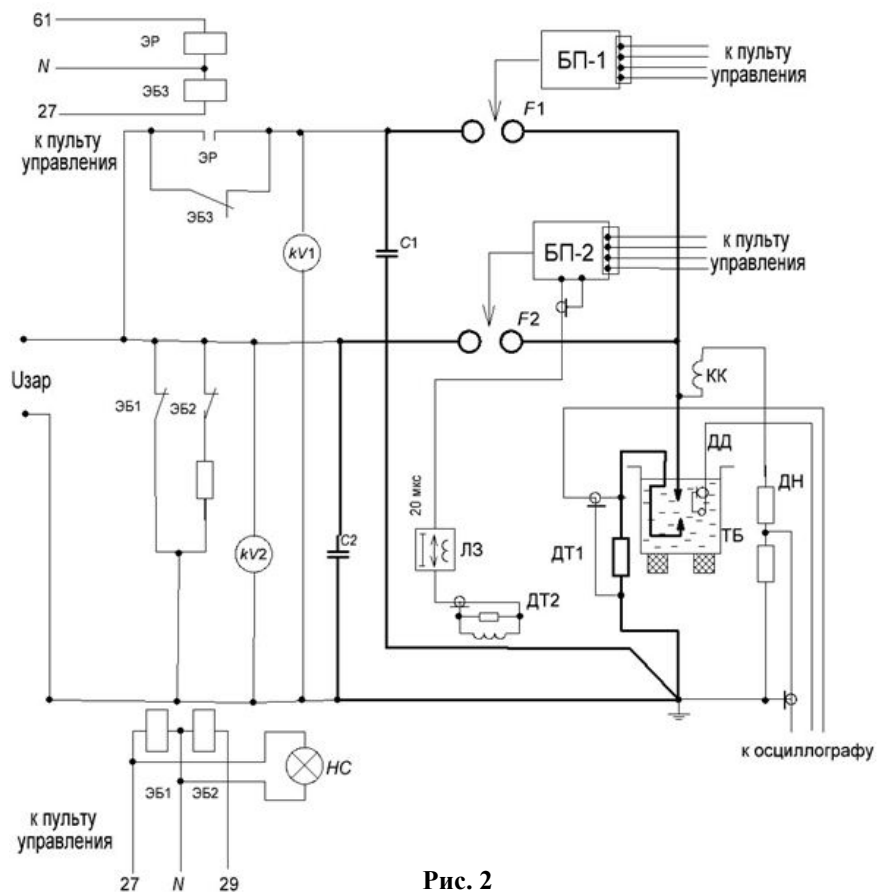 61
ЭР
N
ЭБ3
27
к пульту
управления
ЭР
ЭБ3
БП-1
к пульту
управления
F1
kV1
C1
БП-2
к пульту
управления
F2
Uзар
ЭБ1
ЭБ2
kV2
C2
20 мкс
ЛЗ
ДТ2
КК
ДД
ДН
ТБ
ДТ1
к осциллографу
ЭБ1
ЭБ2
НС
к пульту
управления
27
N
29
Рис. 2